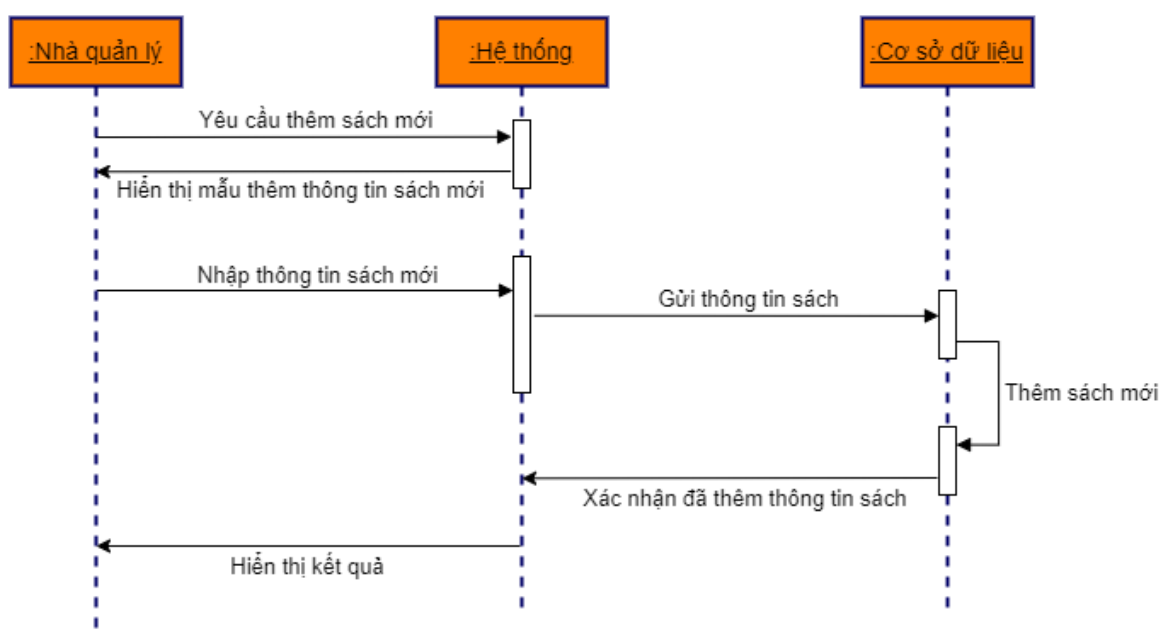 :Nhà quản lý
:Hệ thống
:Cơ sở dữ liệu
Yêu cầu thêm sách mới
Hiển thị mẫu thêm thông tin sách mới
Nhập thông tin sách mới
Gửi thông tin sách
Thêm sách mới
Xác nhận đã thêm thông tin sách
Hiển thị kết quả